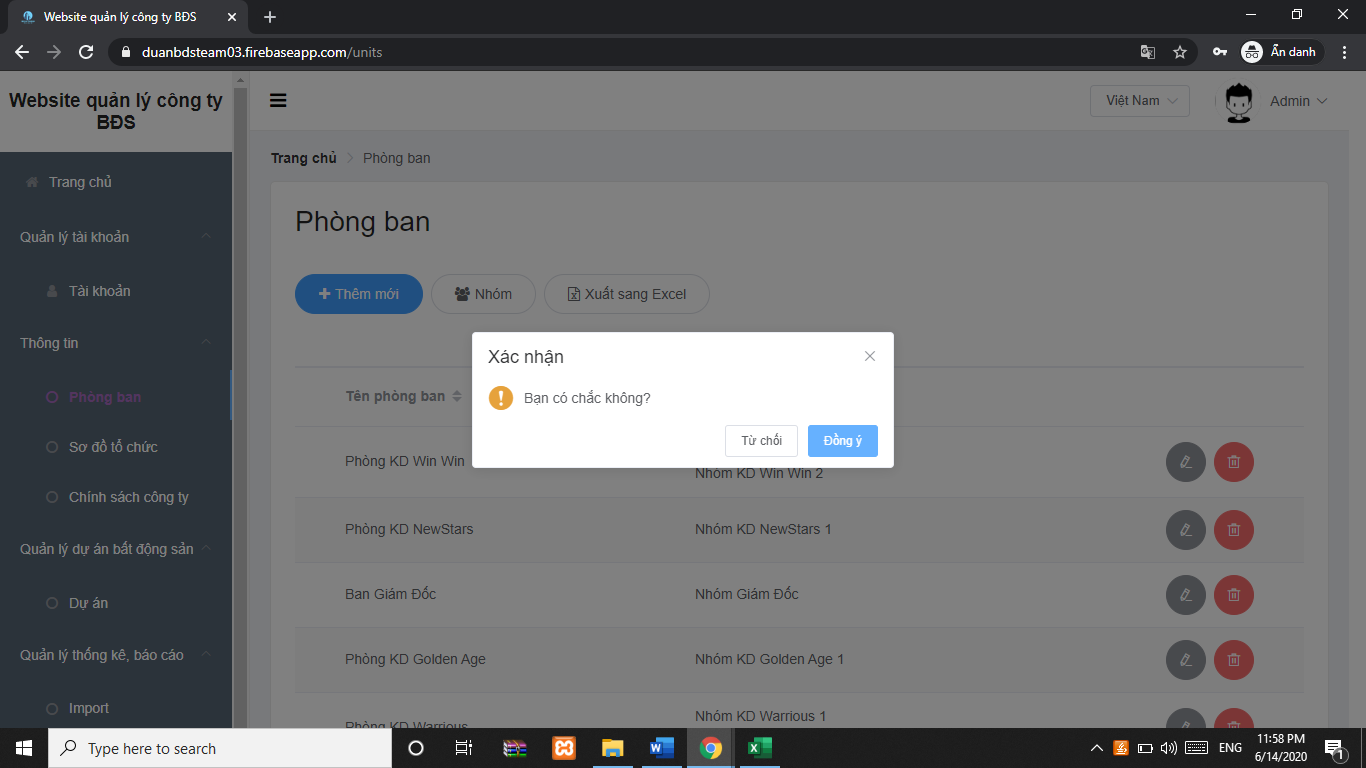 Website quản lý công ty BĐS
duanbdsteam03.firebaseapp.com/units
Ẩn danh
Website quản lý công ty
BĐS
Việt Nam
Admin
Trang chủ
Quản lý tài khoản
Tài khoản
Thông tin
Phòng ban
Sơ đồ tổ chức
Chính sách công ty
Quản lý dự án bất động sản
Dự án
Quản lý thống kê, báo cáo
Import
Trang chủ > Phòng ban
Phòng ban
Thêm mới
Nhóm
Xuất sang Excel
Xác nhận
Bạn có chắc không?
Từ chối
Đồng ý
Tên phòng ban
Phòng KD Win Win
Nhóm KD Win Win 2
Phòng KD NewStars
Nhóm KD NewStars 1
Ban Giám Đốc
Nhóm Giám Đốc
Phòng KD Golden Age
Nhóm KD Golden Age 1
Phòng KD Warrious
Nhóm KD Warrious 1
Type here to search
ENG
11:58 PM
6/14/2020
1